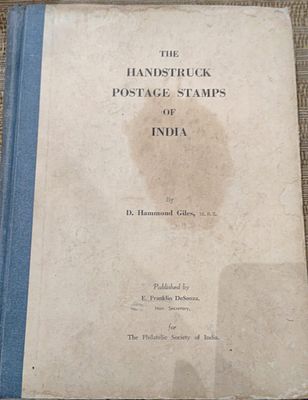 THE
HANDSTRUCK
POSTAGE STAMPS
OF
INDIA
By
D. Hammond Giles, M. B. E.
Published by
E. Franklin DeSouza,
Hon. Secretary,
for
The Philatelic Society of India.